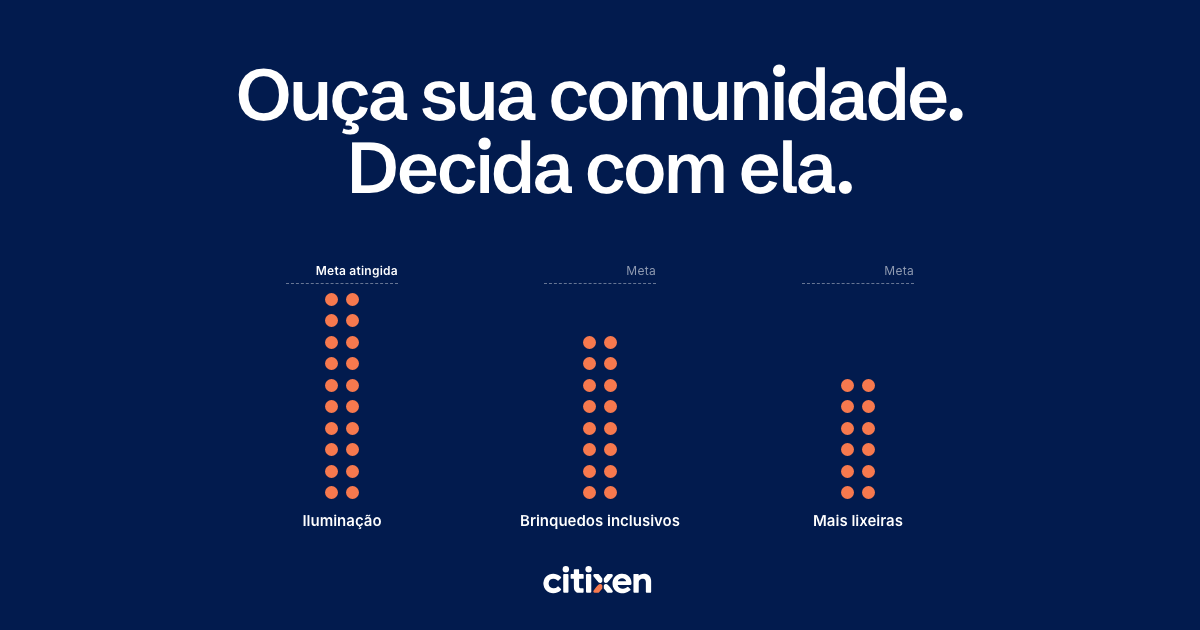 Ouça sua comunidade.
Decida com ela.
Meta atingida
Meta
Meta
Iluminação
Brinquedos inclusivos
Mais lixeiras
citixen